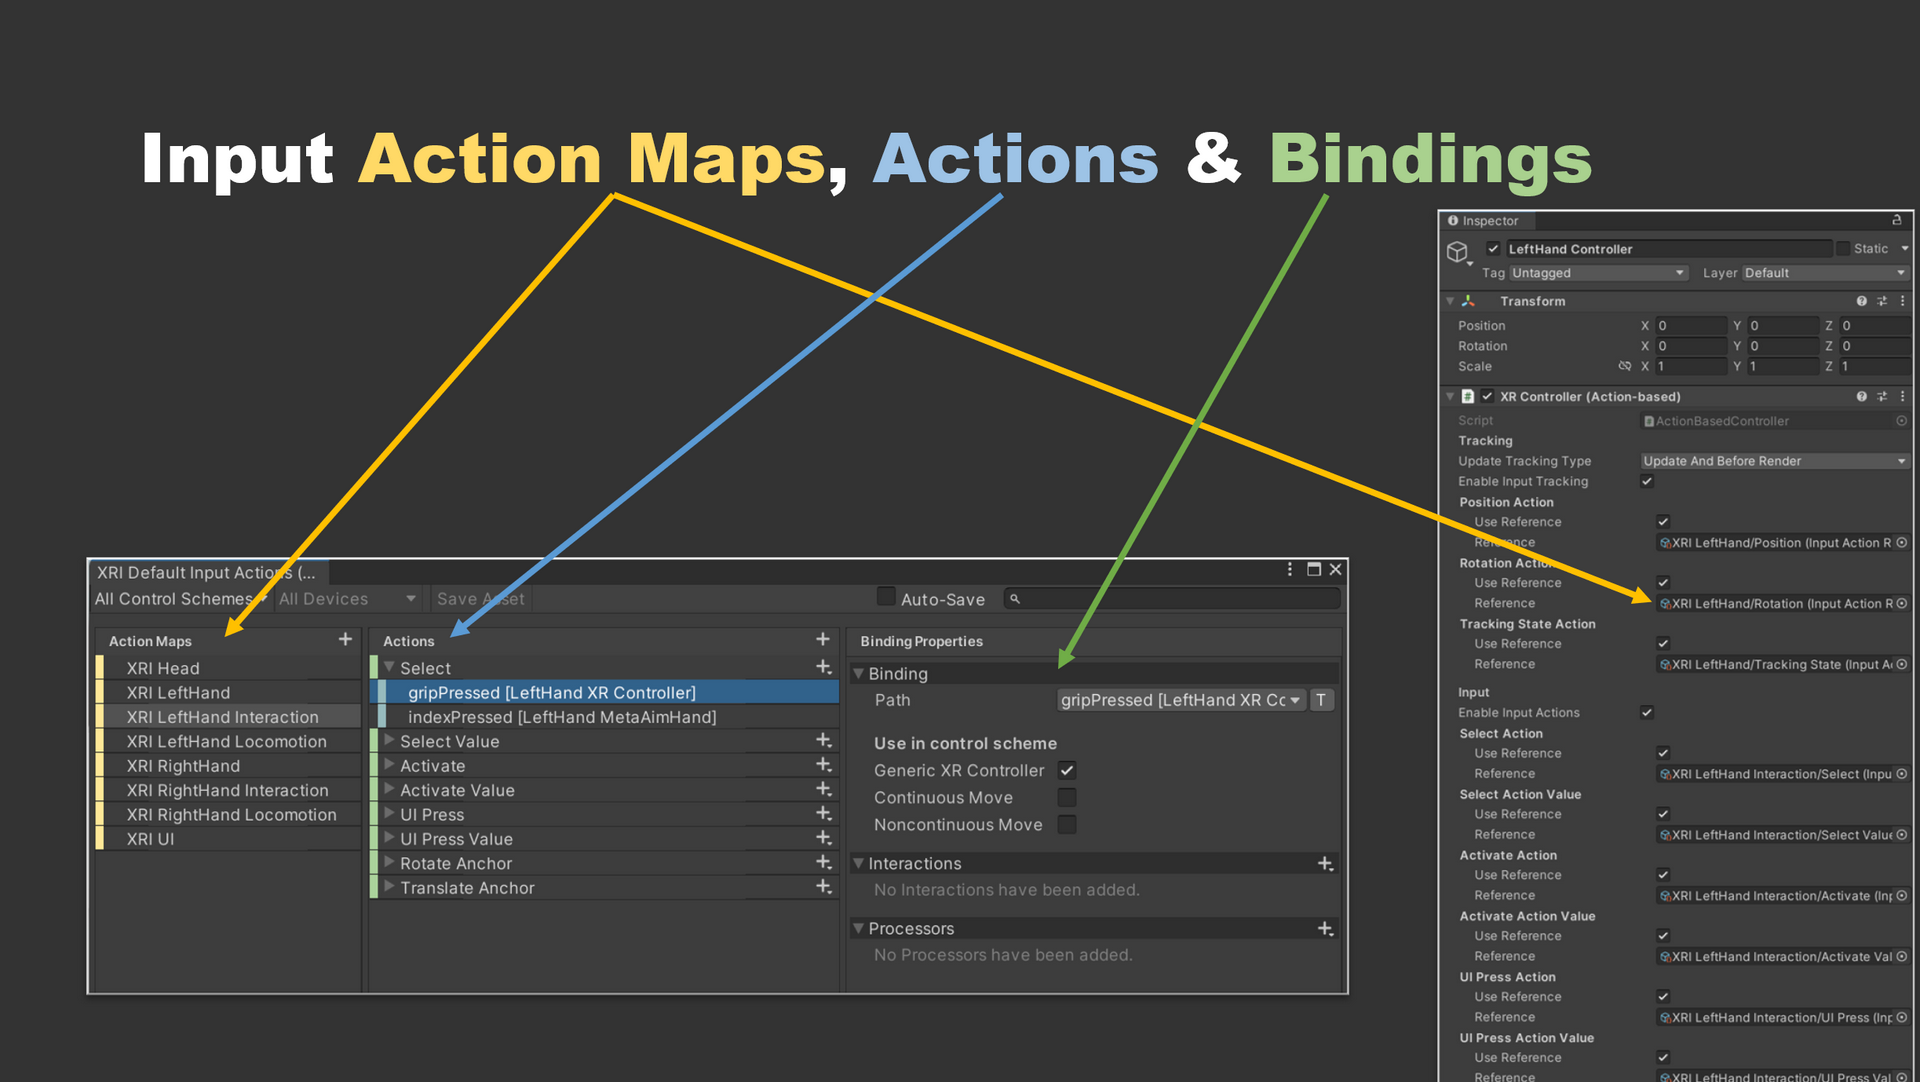 Input Action Maps, Actions & Bindings
XRI Default Input Actions (...
All Control Schemes
All Devices
Save Asset
Auto-Save
Action Maps
XRI Head
XRI LeftHand
XRI LeftHand Interaction
XRI LeftHand Locomotion
XRI RightHand
XRI RightHand Interaction
XRI RightHand Locomotion
XRI UI
Actions
Select
gripPressed [LeftHand XR Controller]
indexPressed [LeftHand MetaAimHand]
Select Value
Activate
Activate Value
UI Press
UI Press Value
Rotate Anchor
Translate Anchor
Binding Properties
Binding
Path gripPressed [LeftHand XR Cc T
Use in control scheme
Generic XR Controller
Continuous Move
Noncontinuous Move
Interactions
No Interactions have been added.
Processors
No Processors have been added.
Inspector
LeftHand Controller Static
Tag Untagged Layer Default
Transform
Position X 0 Y 0 Z 0
Rotation X 0 Y 0 Z 0
Scale X 1 Y 1 Z 1
XR Controller (Action-based)
Script ActionBasedController
Tracking
Update Tracking Type Update And Before Render
Enable Input Tracking
Position Action
Use Reference
Reference XRI LeftHand/Position (Input Action R
Rotation Action
Use Reference
Reference XRI LeftHand/Rotation (Input Action R
Tracking State Action
Use Reference
Reference XRI LeftHand/Tracking State (Input A
Input
Enable Input Actions
Select Action
Use Reference
Reference XRI LeftHand Interaction/Select (Inpu
Select Action Value
Use Reference
Reference XRI LeftHand Interaction/Select Value
Activate Action
Use Reference
Reference XRI LeftHand Interaction/Activate (Inp
Activate Action Value
Use Reference
Reference XRI LeftHand Interaction/Activate Val
UI Press Action
Use Reference
Reference XRI LeftHand Interaction/UI Press (Inp
UI Press Action Value
Use Reference
Reference XRI LeftHand Interaction/UI Press Val